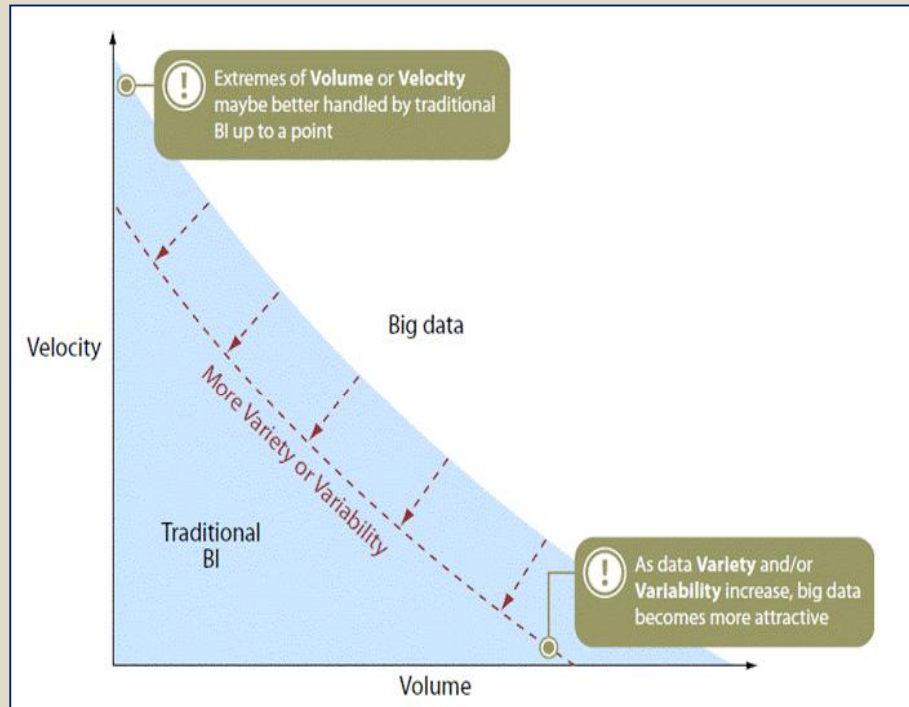 ! Extremes of Volume or Velocity
maybe better handled by traditional
BI up to a point
Big data
Velocity
More Variety or Variability
Traditional
BI
! As data Variety and/or
Variability increase, big data
becomes more attractive
Volume